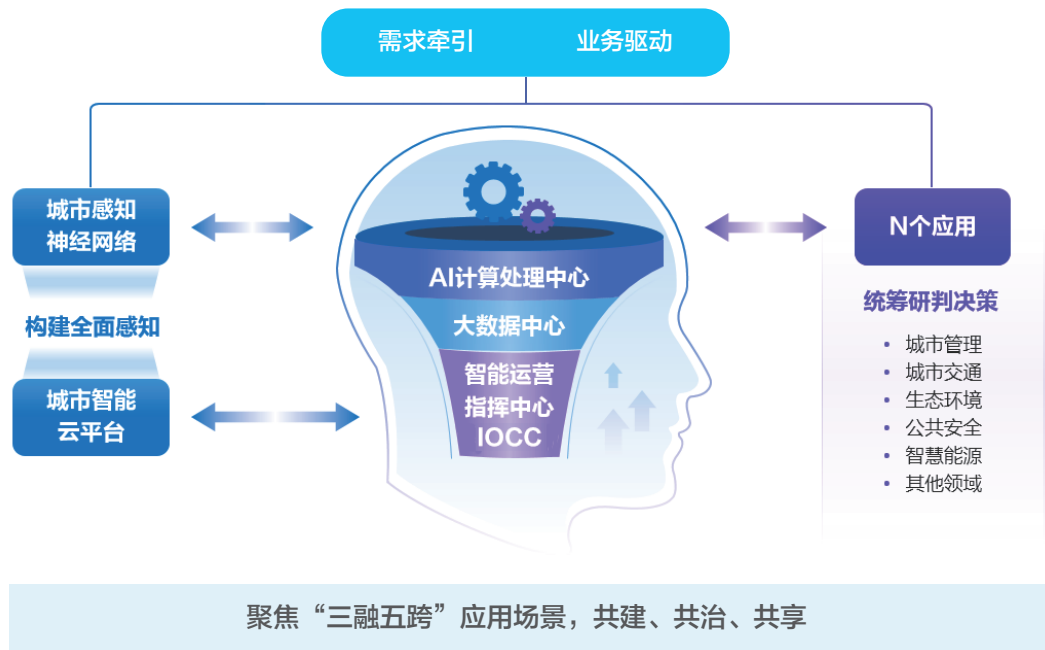 需求牵引 业务驱动
城市感知
神经网络
构建全面感知
城市智能
云平台
AI计算处理中心
大数据中心
智能运营
指挥中心
IOCC
N个应用
统筹研判决策
• 城市管理
• 城市交通
• 生态环境
• 公共安全
• 智慧能源
• 其他领域
聚焦“三融五跨”应用场景，共建、共治、共享